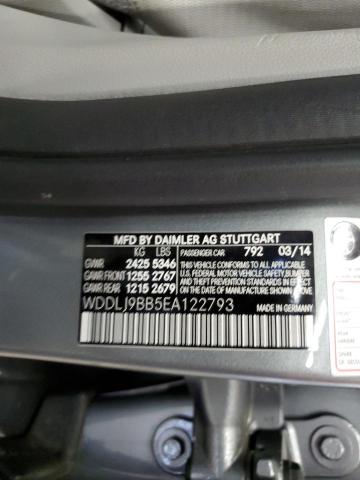 MFD BY DAIMLER AG STUTTGART
KG LBS PASSENGER CAR 792 03/14
GVWR 2425 5346
GAWR FRONT 1255 2767
GAWR REAR 1215 2679
THIS VEHICLE CONFORMS TO ALL APPLICABLE
U.S. FEDERAL MOTOR VEHICLE SAFETY, BUMPER,
AND THEFT PREVENTION STANDARDS IN EFFECT
ON THE DATE OF MANUFACTURE SHOWN ABOVE.
WDDLJ9BB5EA122793
MADE IN GERMANY